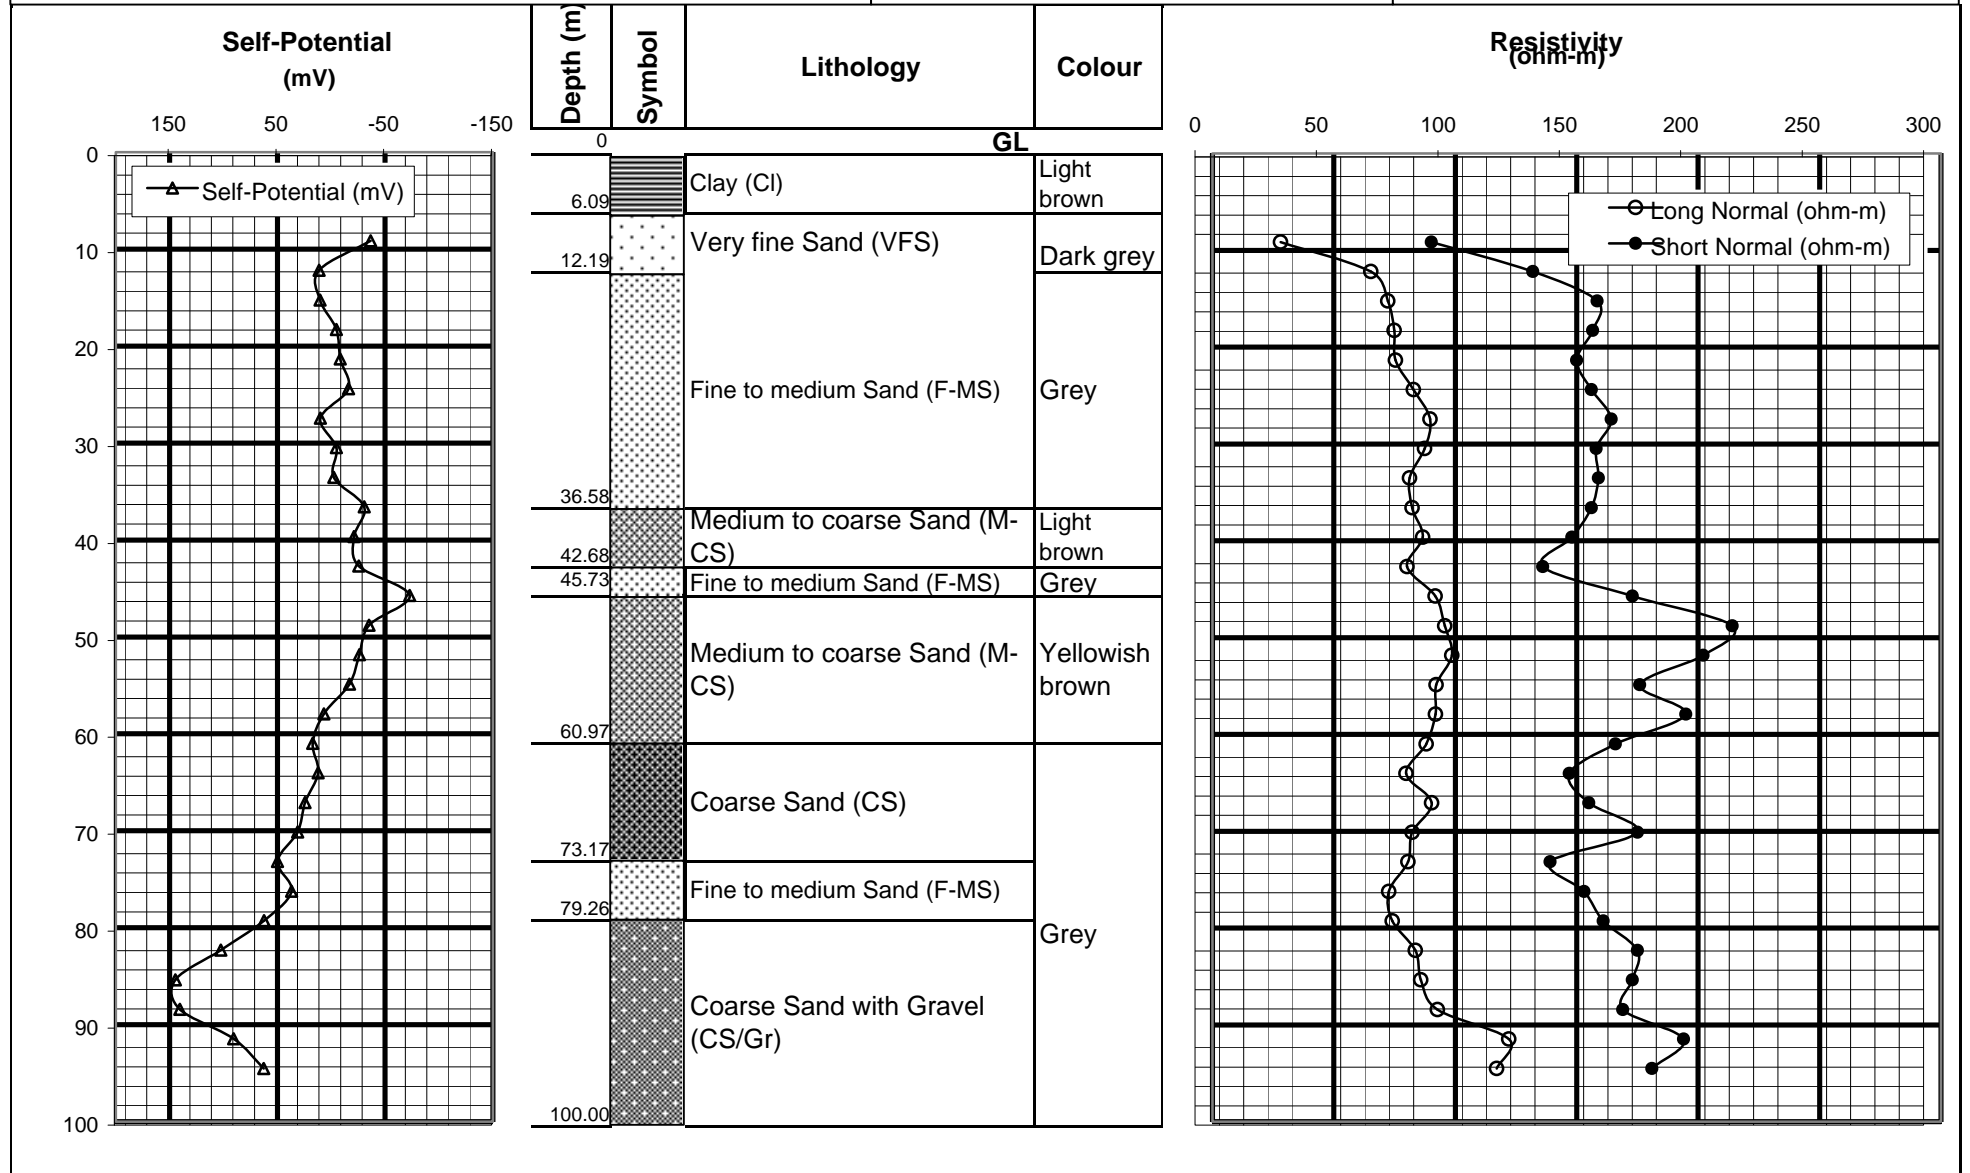 Self-Potential
(mV)
150 50 -50 -150
0
10
20
30
40
50
60
70
80
90
100
Self-Potential (mV)
Depth (m)
Symbol
Lithology
Colour
0
GL
6.09
Clay (Cl)
Light
brown
12.19
Very fine Sand (VFS)
Dark grey
36.58
Fine to medium Sand (F-MS)
Grey
42.68
Medium to coarse Sand (M-
CS)
Light
brown
45.73
Fine to medium Sand (F-MS)
Grey
60.97
Medium to coarse Sand (M-
CS)
Yellowish
brown
73.17
Coarse Sand (CS)
79.26
Fine to medium Sand (F-MS)
Grey
100.00
Coarse Sand with Gravel
(CS/Gr)
Resistivity
(ohm-m)
0 50 100 150 200 250 300
Long Normal (ohm-m)
Short Normal (ohm-m)